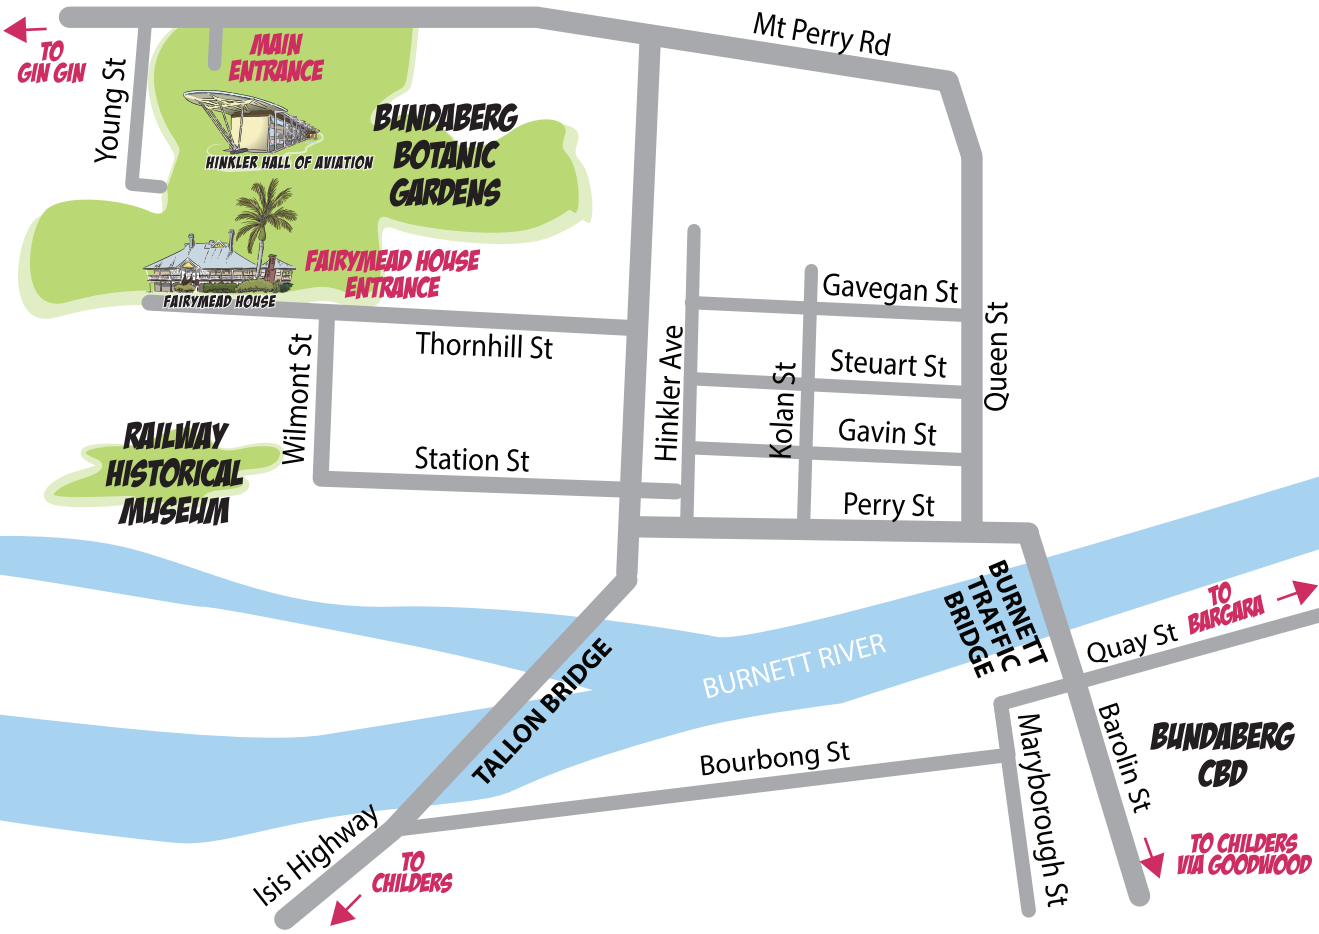 Mt Perry Rd
TO
GIN GIN
Young St
MAIN
ENTRANCE
HINKLER HALL OF AVIATION
BUNDABERG
BOTANIC
GARDENS
FAIRYMEAD HOUSE
ENTRANCE
FAIRYMEAD HOUSE
Thornhill St
Wilmont St
Station St
Hinkler Ave
Kolan St
Gavegan St
Steuart St
Gavin St
Perry St
Queen St
RAILWAY
HISTORICAL
MUSEUM
BURNETT
TRAFFIC
BRIDGE
TO
BARGARA
Quay St
BURNETT RIVER
TALLON BRIDGE
Bourbong St
Maryborough St
Barolin St
BUNDABERG
CBD
Isis Highway
TO
CHILDERS
TO CHILDERS
VIA GOODWOOD